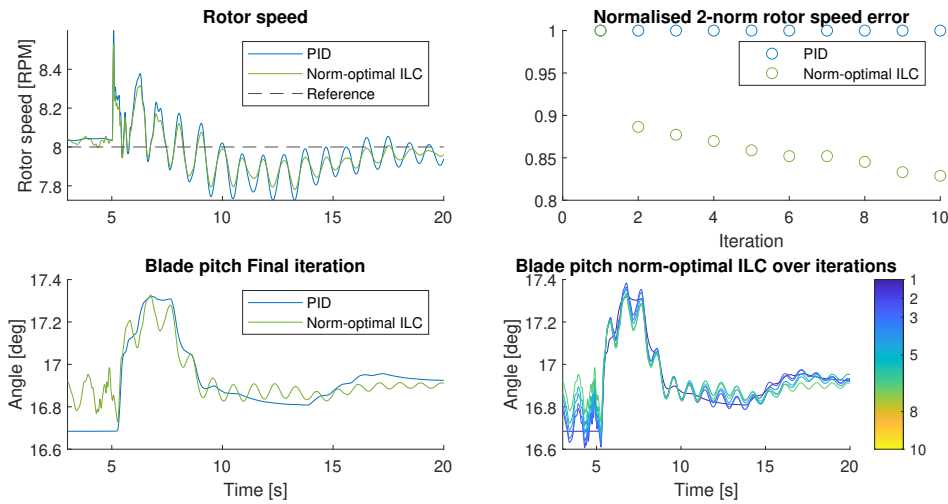 Rotor speed
Rotor speed [RPM]
8.4
8.2
8
7.8
5
10
15
20
PID
Norm-optimal ILC
Reference
Normalised 2-norm rotor speed error
1
0.95
0.9
0.85
0.8
0
2
4
6
8
10
Iteration
PID
Norm-optimal ILC
Blade pitch Final iteration
Angle [deg]
17.4
17.2
17
16.8
16.6
5
10
15
20
Time [s]
PID
Norm-optimal ILC
Blade pitch norm-optimal ILC over iterations
Angle [deg]
17.4
17.2
17
16.8
16.6
5
10
15
20
Time [s]
1
2
3
5
8
10